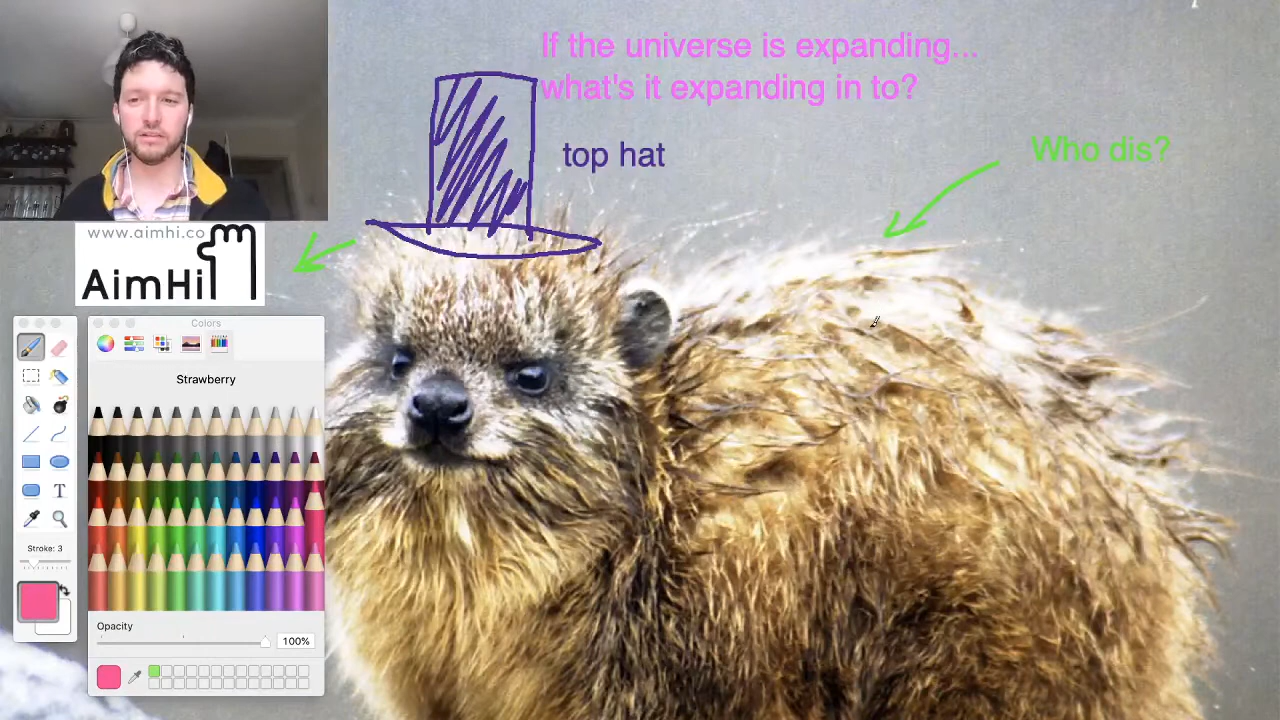 If the universe is expanding...
what's it expanding in to?
top hat
Who dis?
www.aimhi.co
AimHi
Colors
Strawberry
Stroke: 3
Opacity
100%